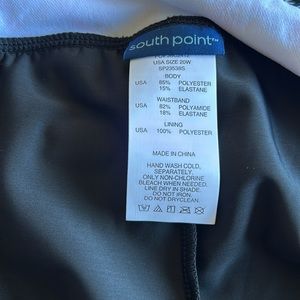 south point™
USA SIZE 20W
SP23538S
BODY
USA 85% POLYESTER
15% ELASTANE
WAISTBAND
USA 82% POLYAMIDE
18% ELASTANE
LINING
USA 100% POLYESTER
MADE IN CHINA
HAND WASH COLD,
SEPARATELY.
ONLY NON-CHLORINE
BLEACH WHEN NEEDED.
LINE DRY IN SHADE.
DO NOT IRON.
DO NOT DRYCLEAN.